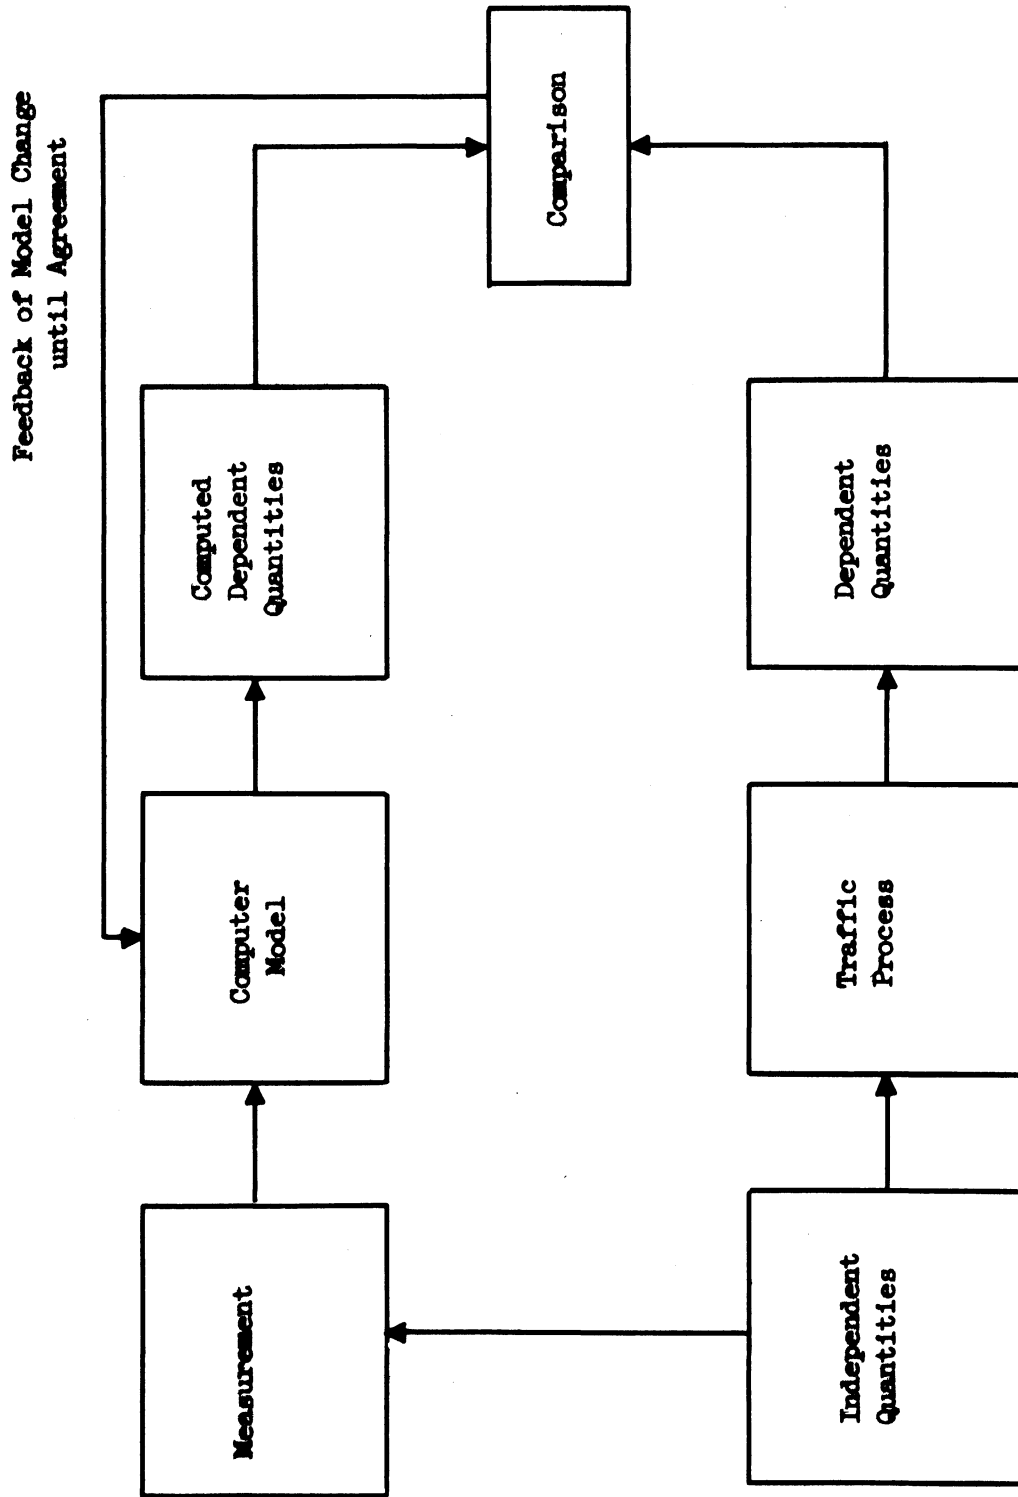 Feedback of Model Change
until Agreement
Measurement
Computer
Model
Computed
Dependent
Quantities
Comparison
Independent
Quantities
Traffic
Process
Dependent
Quantities